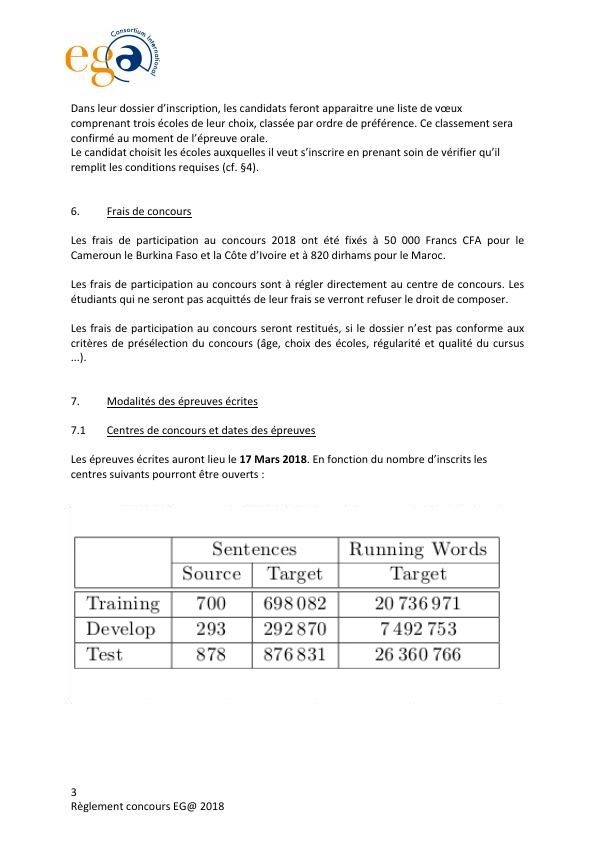 Consortium International
ega
Dans leur dossier d'inscription, les candidats feront apparaitre une liste de vœux
comprenant trois écoles de leur choix, classée par ordre de préférence. Ce classement sera
confirmé au moment de l'épreuve orale.
Le candidat choisit les écoles auxquelles il veut s'inscrire en prenant soin de vérifier qu'il
remplit les conditions requises (cf. §4).
6. Frais de concours
Les frais de participation au concours 2018 ont été fixés à 50 000 Francs CFA pour le
Cameroun le Burkina Faso et la Côte d'Ivoire et à 820 dirhams pour le Maroc.
Les frais de participation au concours sont à régler directement au centre de concours. Les
étudiants qui ne seront pas acquittés de leur frais se verront refuser le droit de composer.
Les frais de participation au concours seront restitués, si le dossier n'est pas conforme aux
critères de présélection du concours (âge, choix des écoles, régularité et qualité du cursus
...).
7. Modalités des épreuves écrites
7.1 Centres de concours et dates des épreuves
Les épreuves écrites auront lieu le 17 Mars 2018. En fonction du nombre d'inscrits les
centres suivants pourront être ouverts :
Sentences Running Words
Source Target Target
Training 700 698 082 20 736 971
Develop 293 292 870 7 492 753
Test 878 876 831 26 360 766
3
Règlement concours EG@ 2018